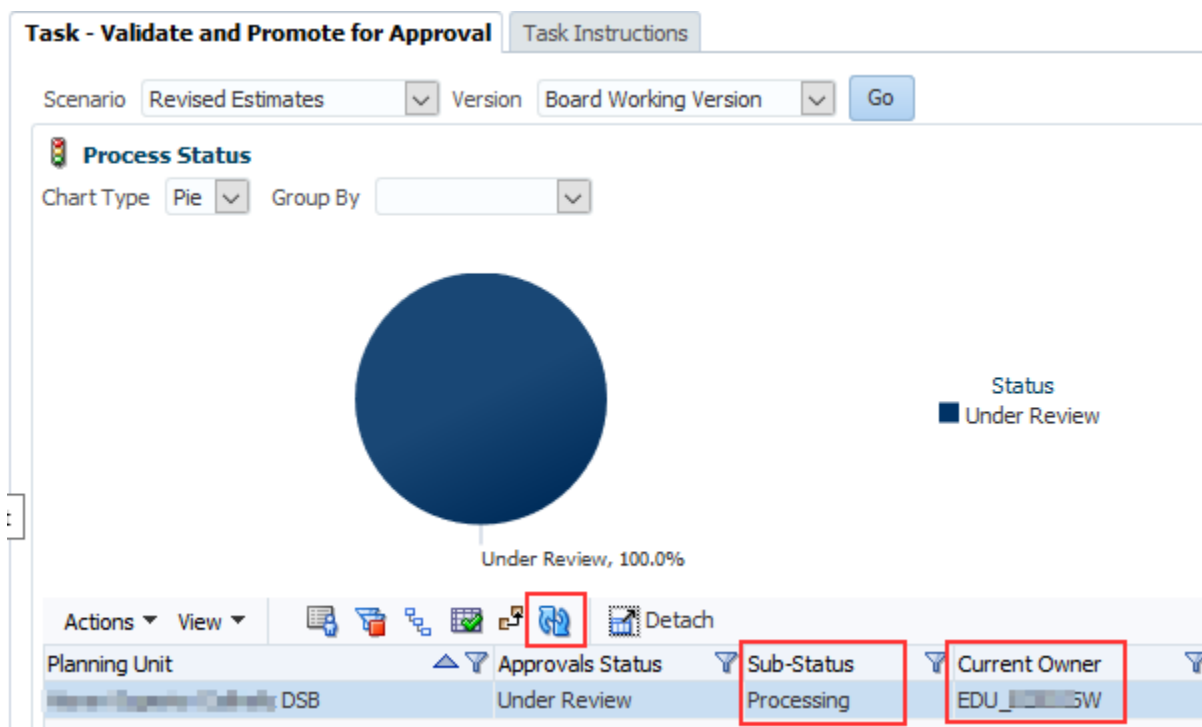 Task - Validate and Promote for Approval Task Instructions
Scenario Revised Estimates Version Board Working Version Go
Process Status
Chart Type Pie Group By
Status
Under Review
Under Review, 100.0%
Actions View Detach
Planning Unit Approvals Status Sub-Status Current Owner
DSB Under Review Processing EDU_ 5W